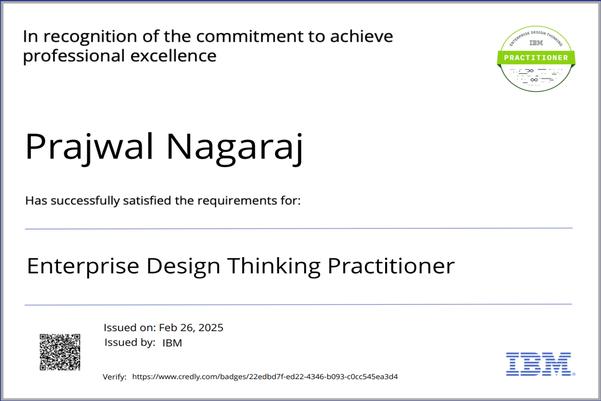 In recognition of the commitment to achieve
professional excellence
ENTERPRISE DESIGN THINKING
IBM
PRACTITIONER
Prajwal Nagaraj
Has successfully satisfied the requirements for:
Enterprise Design Thinking Practitioner
Issued on: Feb 26, 2025
Issued by: IBM
Verify: https://www.credly.com/badges/22edbd7f-ed22-4346-b093-c0cc545ea3d4
IBM